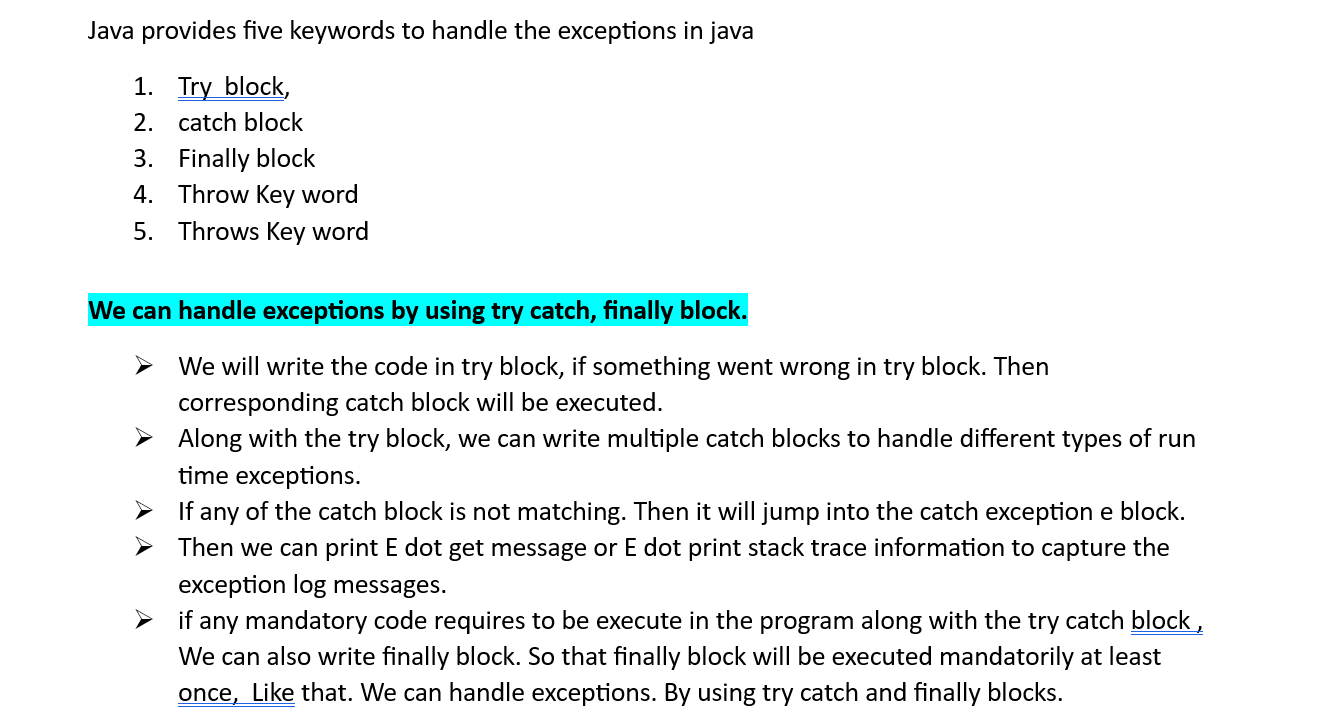 Java provides five keywords to handle the exceptions in java
1. Try  block,
2. catch block
3. Finally block
4. Throw Key word
5. Throws Key word
We can handle exceptions by using try catch, finally block.
➢ We will write the code in try block, if something went wrong in try block. Then
corresponding catch block will be executed.
➢ Along with the try block, we can write multiple catch blocks to handle different types of run
time exceptions.
➢ If any of the catch block is not matching. Then it will jump into the catch exception e block.
➢ Then we can print E dot get message or E dot print stack trace information to capture the
exception log messages.
➢ if any mandatory code requires to be execute in the program along with the try catch block ,
We can also write finally block. So that finally block will be executed mandatorily at least
once,  Like that. We can handle exceptions. By using try catch and finally blocks.